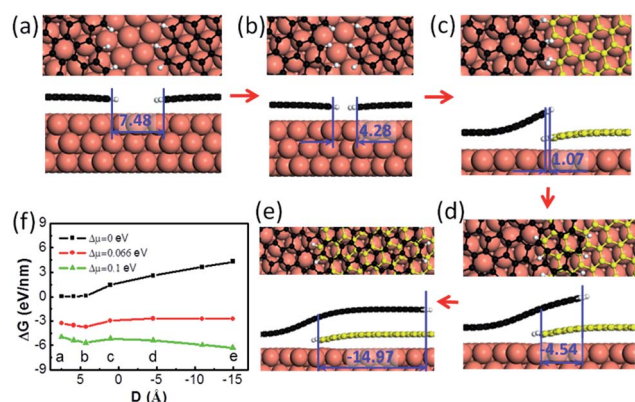 (a)
(b)
(c)
7.48
4.28
1.07
(f)
Δμ=0 eV
Δμ=0.066 eV
Δμ=0.1 eV
ΔG (eV/nm)
6
3
0
-3
-6
-9
a b c d e
5 0 -5 -10 -15
D (Å)
(e)
-14.97
(d)
-4.54